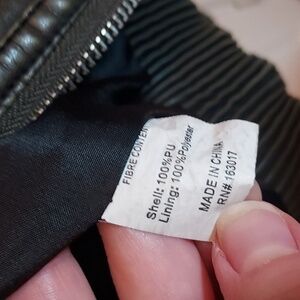 FIBRE CONTENT
Shell: 100%PU
Lining: 100%Polyester
MADE IN CHINA
RN# 163017